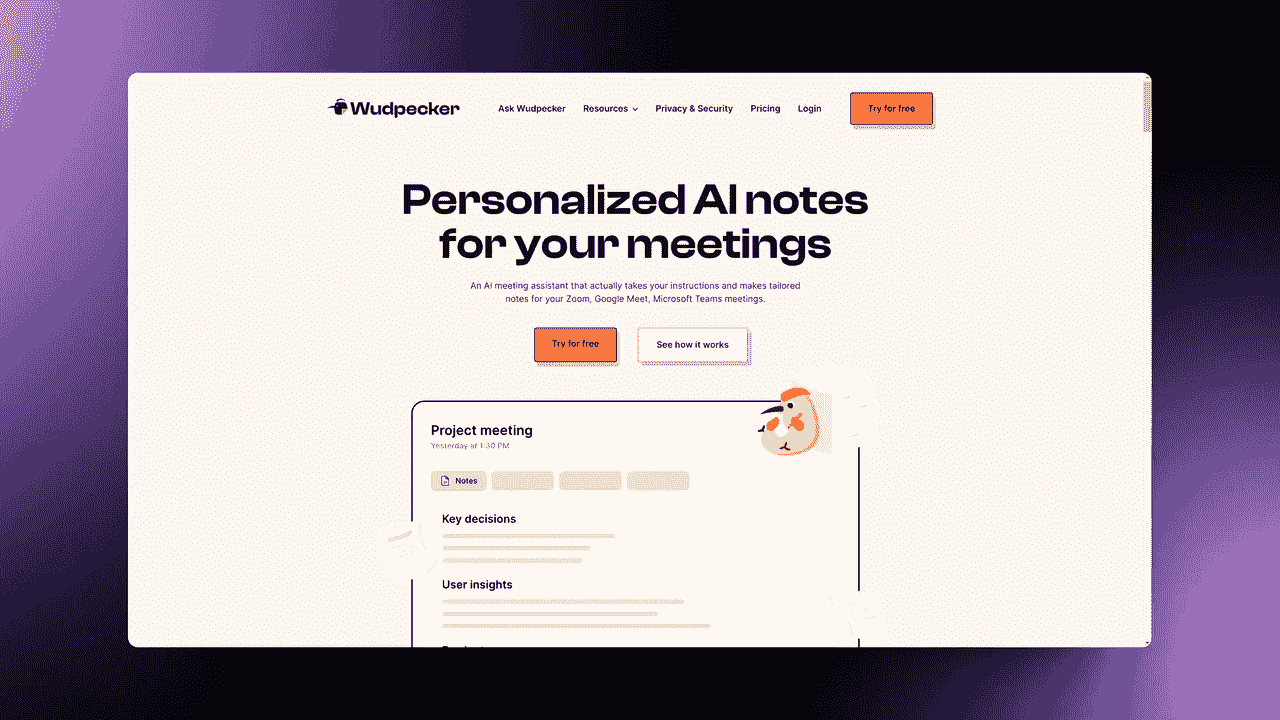 Wudpecker
Ask Wudpecker
Resources
Privacy & Security
Pricing
Login
Try for free
Personalized AI notes
for your meetings
An AI meeting assistant that actually takes your instructions and makes tailored
notes for your Zoom, Google Meet, Microsoft Teams meetings.
Try for free
See how it works
Project meeting
Yesterday at 1:30 PM
Notes
Key decisions
User insights